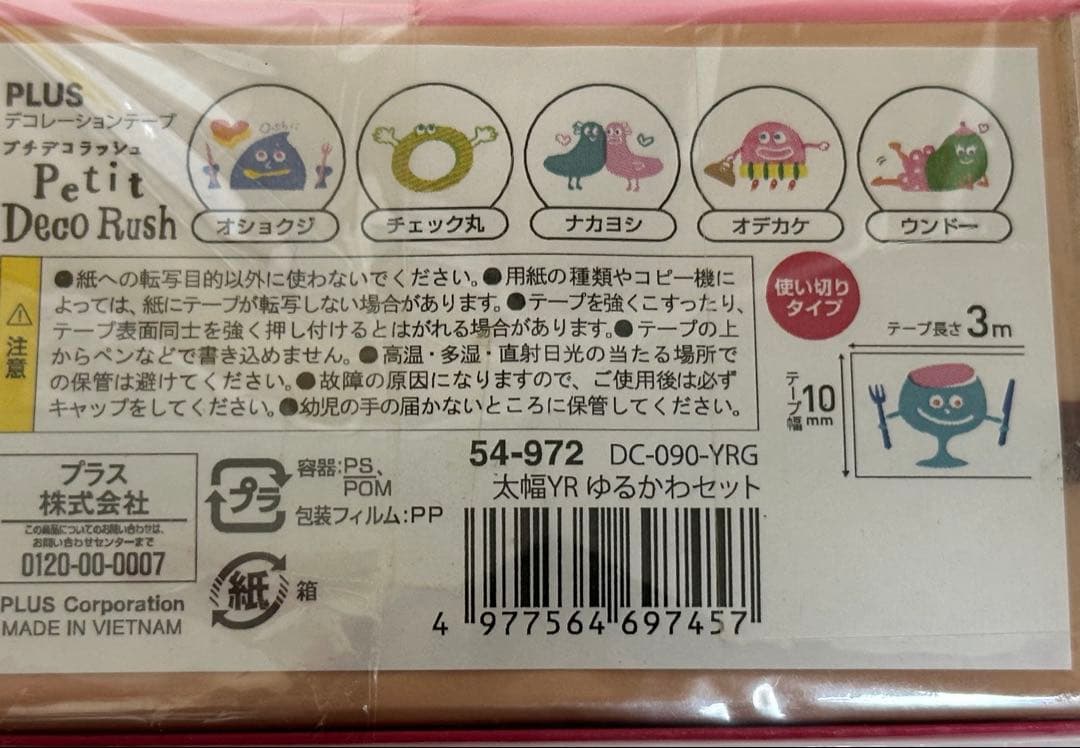 PLUS
デコレーションテープ
プチデコラッシュ
Petit
Deco Rush
オショクジ
チェック丸
ナカヨシ
オデカケ
ウンドー
注意
●紙への転写目的以外に使わないでください。●用紙の種類やコピー機に
よっては、紙にテープが転写しない場合があります。●テープを強くこすったり、
テープ表面同士を強く押し付けるとはがれる場合があります。●テープの上
からペンなどで書き込めません。●高温・多湿・直射日光の当たる場所で
の保管は避けてください。●故障の原因になりますので、ご使用後は必ず
キャップをしてください。●幼児の手の届かないところに保管してください。
使い切り
タイプ
テープ長さ 3m
テープ幅 10mm
プラス
株式会社
この商品についてのお問い合わせは、
お問い合わせセンターまで
0120-00-0007
PLUS Corporation
MADE IN VIETNAM
プラ
容器:PS、
POM
包装フィルム:PP
紙
箱
54-972 DC-090-YRG
太幅YR ゆるかわセット
4 977564 697457